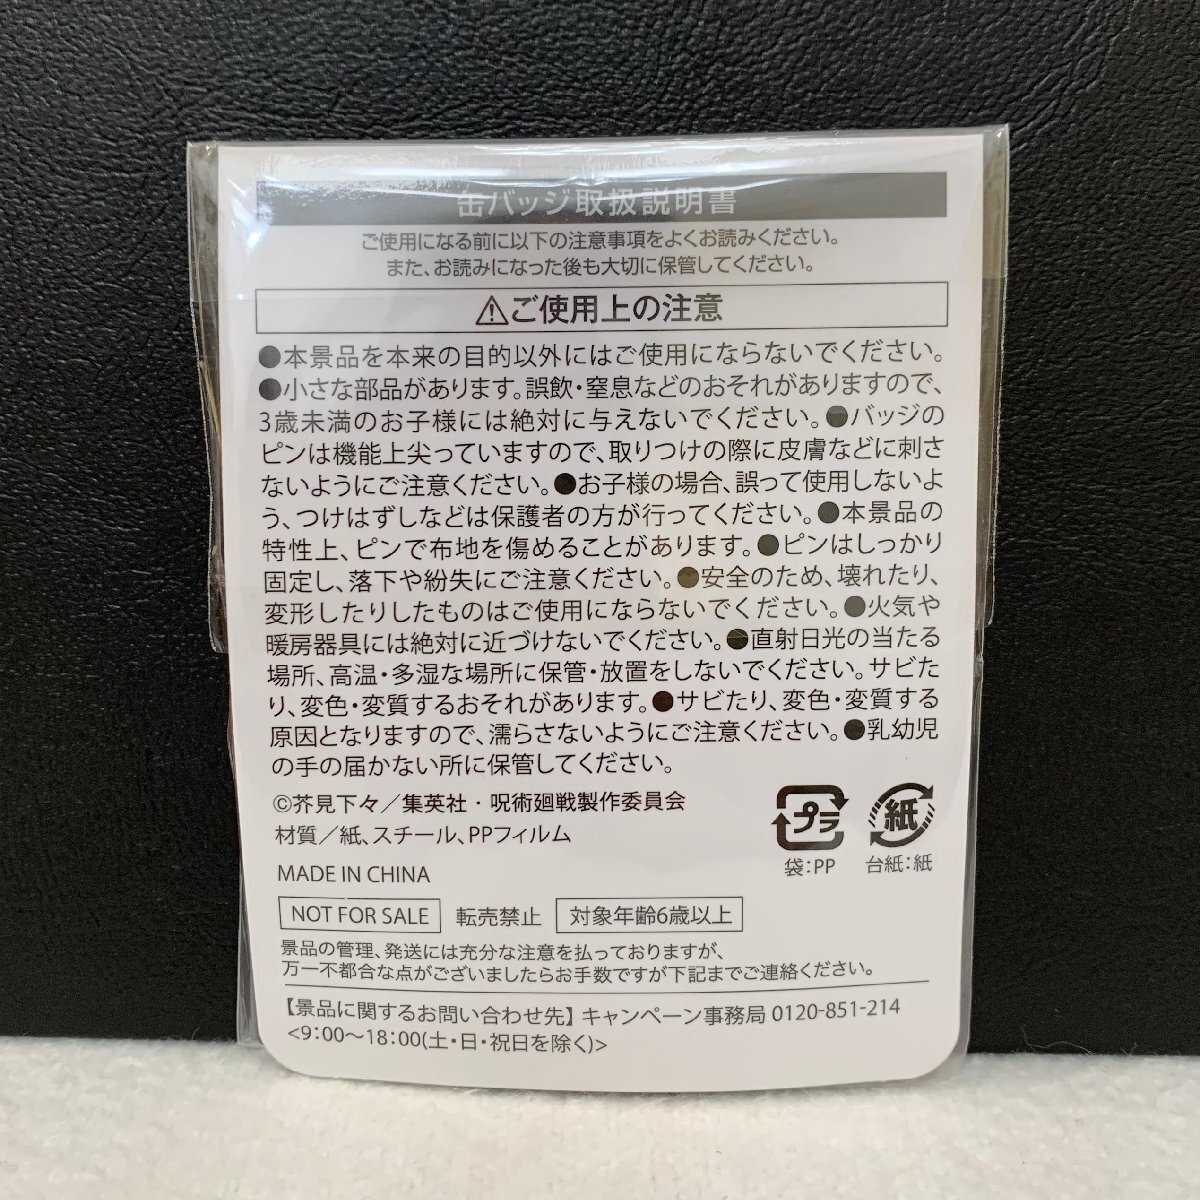 缶バッジ取扱説明書
ご使用になる前に以下の注意事項をよくお読みください。
また、お読みになった後も大切に保管してください。
⚠ご使用上の注意
●本景品を本来の目的以外にはご使用にならないでください。
●小さな部品があります。誤飲・窒息などのおそれがありますので、
3歳未満のお子様には絶対に与えないでください。●バッジの
ピンは機能上尖っていますので、取りつけの際に皮膚などに刺さ
ないようにご注意ください。●お子様の場合、誤って使用しないよ
う、つけはずしなどは保護者の方が行ってください。●本景品の
特性上、ピンで布地を傷めることがあります。●ピンはしっかり
固定し、落下や紛失にご注意ください。●安全のため、壊れたり、
変形したりしたものはご使用にならないでください。●火気や
暖房器具には絶対に近づけないでください。●直射日光の当たる
場所、高温・多湿な場所に保管・放置をしないでください。サビた
り、変色・変質するおそれがあります。●サビたり、変色・変質する
原因となりますので、濡らさないようにご注意ください。●乳幼児
の手の届かない所に保管してください。
©芥見下々／集英社・呪術廻戦製作委員会
材質／紙、スチール、PPフィルム
MADE IN CHINA
プラ
袋：PP
紙
台紙：紙
NOT FOR SALE 転売禁止 対象年齢6歳以上
景品の管理、発送には充分な注意を払っておりますが、
万一不都合な点がございましたらお手数ですが下記までご連絡ください。
【景品に関するお問い合わせ先】キャンペーン事務局 0120-851-214
<9：00～18：00(土・日・祝日を除く)>